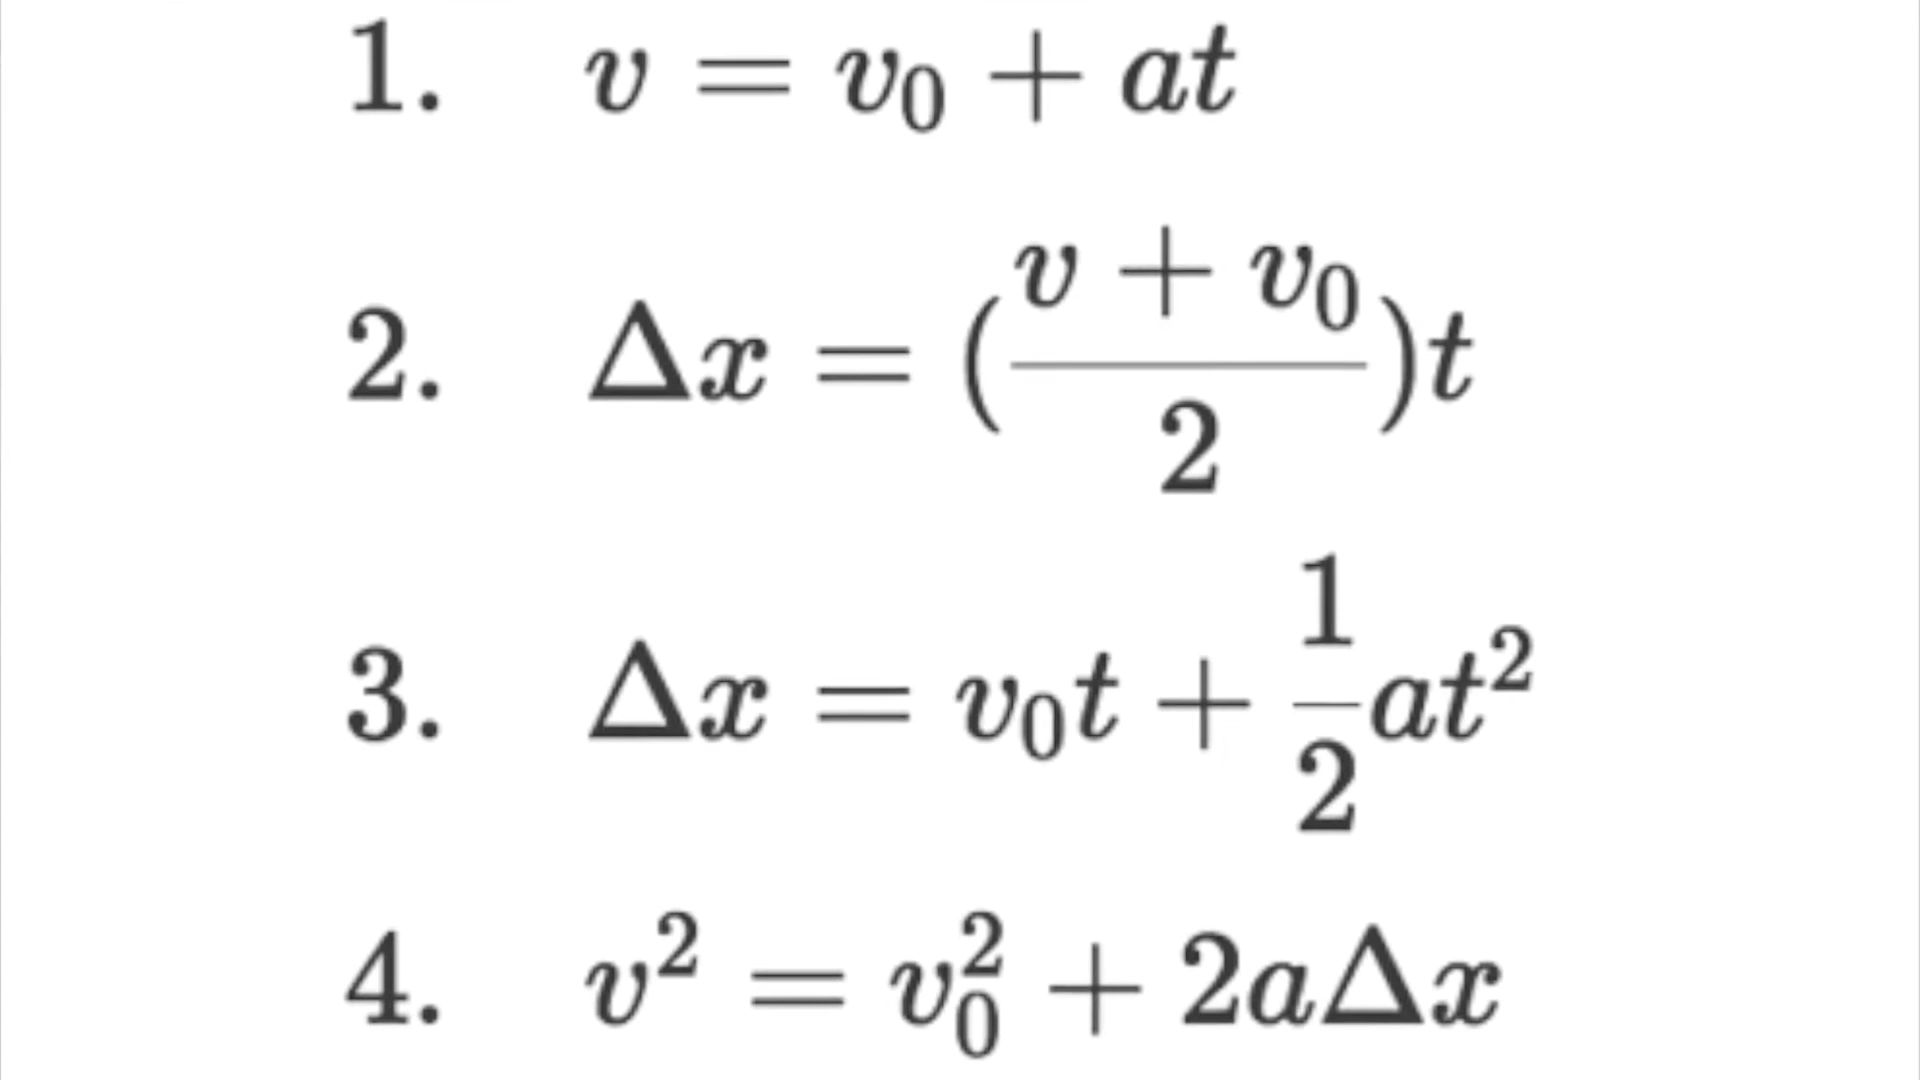 1. v = v₀ + at
2. Δx = ((v + v₀)/2)t
3. Δx = v₀t + (1/2)at²
4. v² = v₀² + 2aΔx